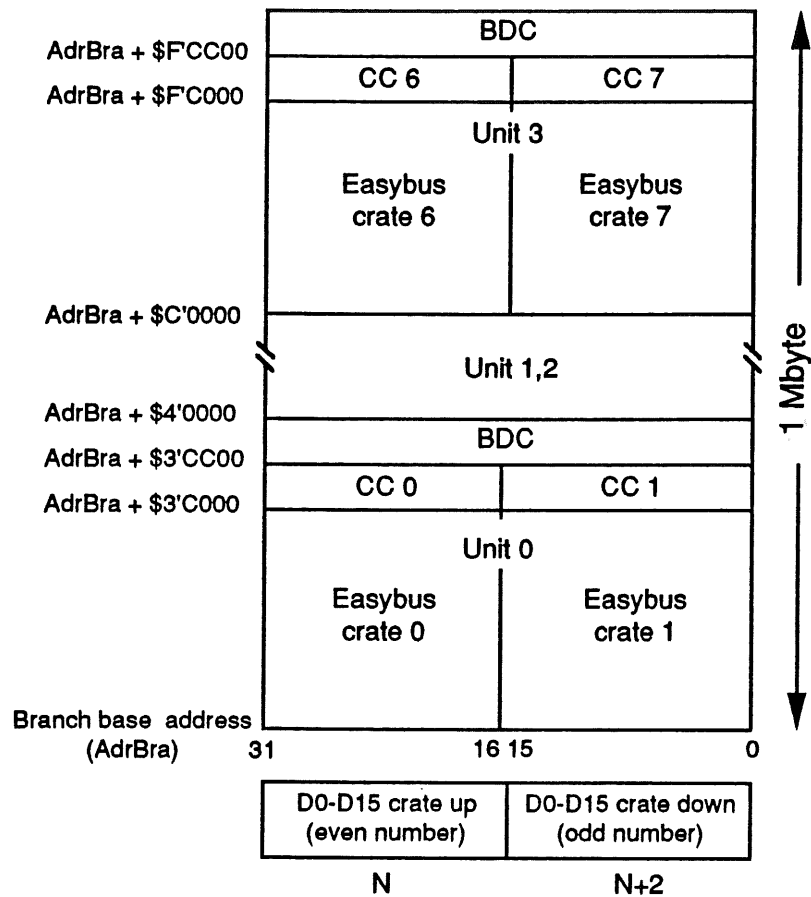 BDC
AdrBra + $F'CC00
CC 6 CC 7
AdrBra + $F'C000
Unit 3
Easybus Easybus
crate 6 crate 7
AdrBra + $C'0000
1 Mbyte
Unit 1,2
AdrBra + $4'0000
BDC
AdrBra + $3'CC00
CC 0 CC 1
AdrBra + $3'C000
Unit 0
Easybus Easybus
crate 0 crate 1
Branch base address
(AdrBra)
31 16 15 0
D0-D15 crate up D0-D15 crate down
(even number) (odd number)
N N+2